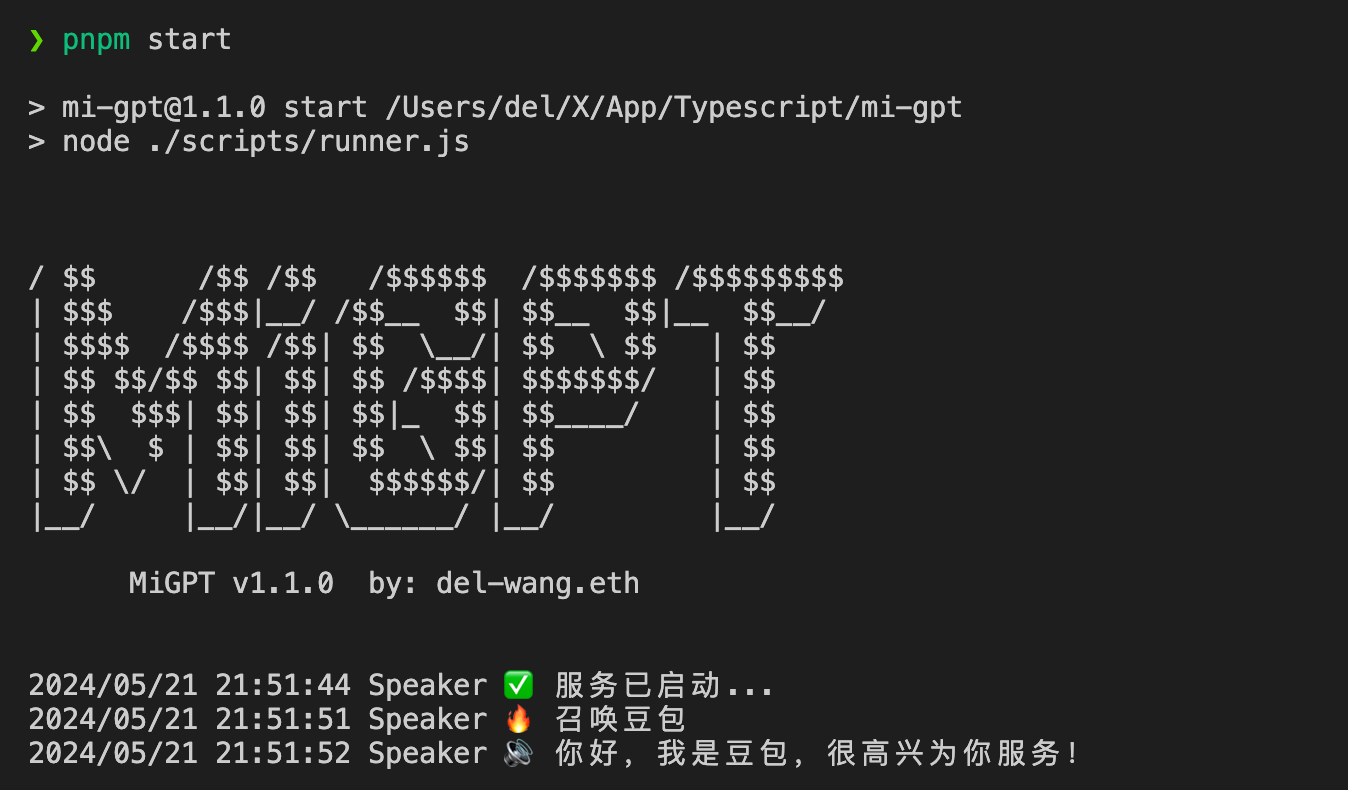 ❯ pnpm start
> mi-gpt@1.1.0 start /Users/del/X/App/Typescript/mi-gpt
> node ./scripts/runner.js
/ $$      /$$ /$$   /$$$$$$  /$$$$$$$ /$$$$$$$$$
| $$$    /$$$|__/ /$$__  $$| $$__  $$|__  $$__/
| $$$$  /$$$$ /$$| $$  \__/| $$  \ $$   | $$
| $$ $$/$$ $$| $$| $$ /$$$$| $$$$$$$/   | $$
| $$  $$$| $$| $$| $$|_  $$| $$____/    | $$
| $$\  $ | $$| $$| $$  \ $$| $$         | $$
| $$ \/  | $$| $$|  $$$$$$/| $$         | $$
|__/     |__/|__/ \______/ |__/         |__/
MiGPT v1.1.0  by: del-wang.eth
2024/05/21 21:51:44 Speaker ✅ 服务已启动...
2024/05/21 21:51:51 Speaker 🔥 召唤豆包
2024/05/21 21:51:52 Speaker 🔊 你好，我是豆包，很高兴为你服务！